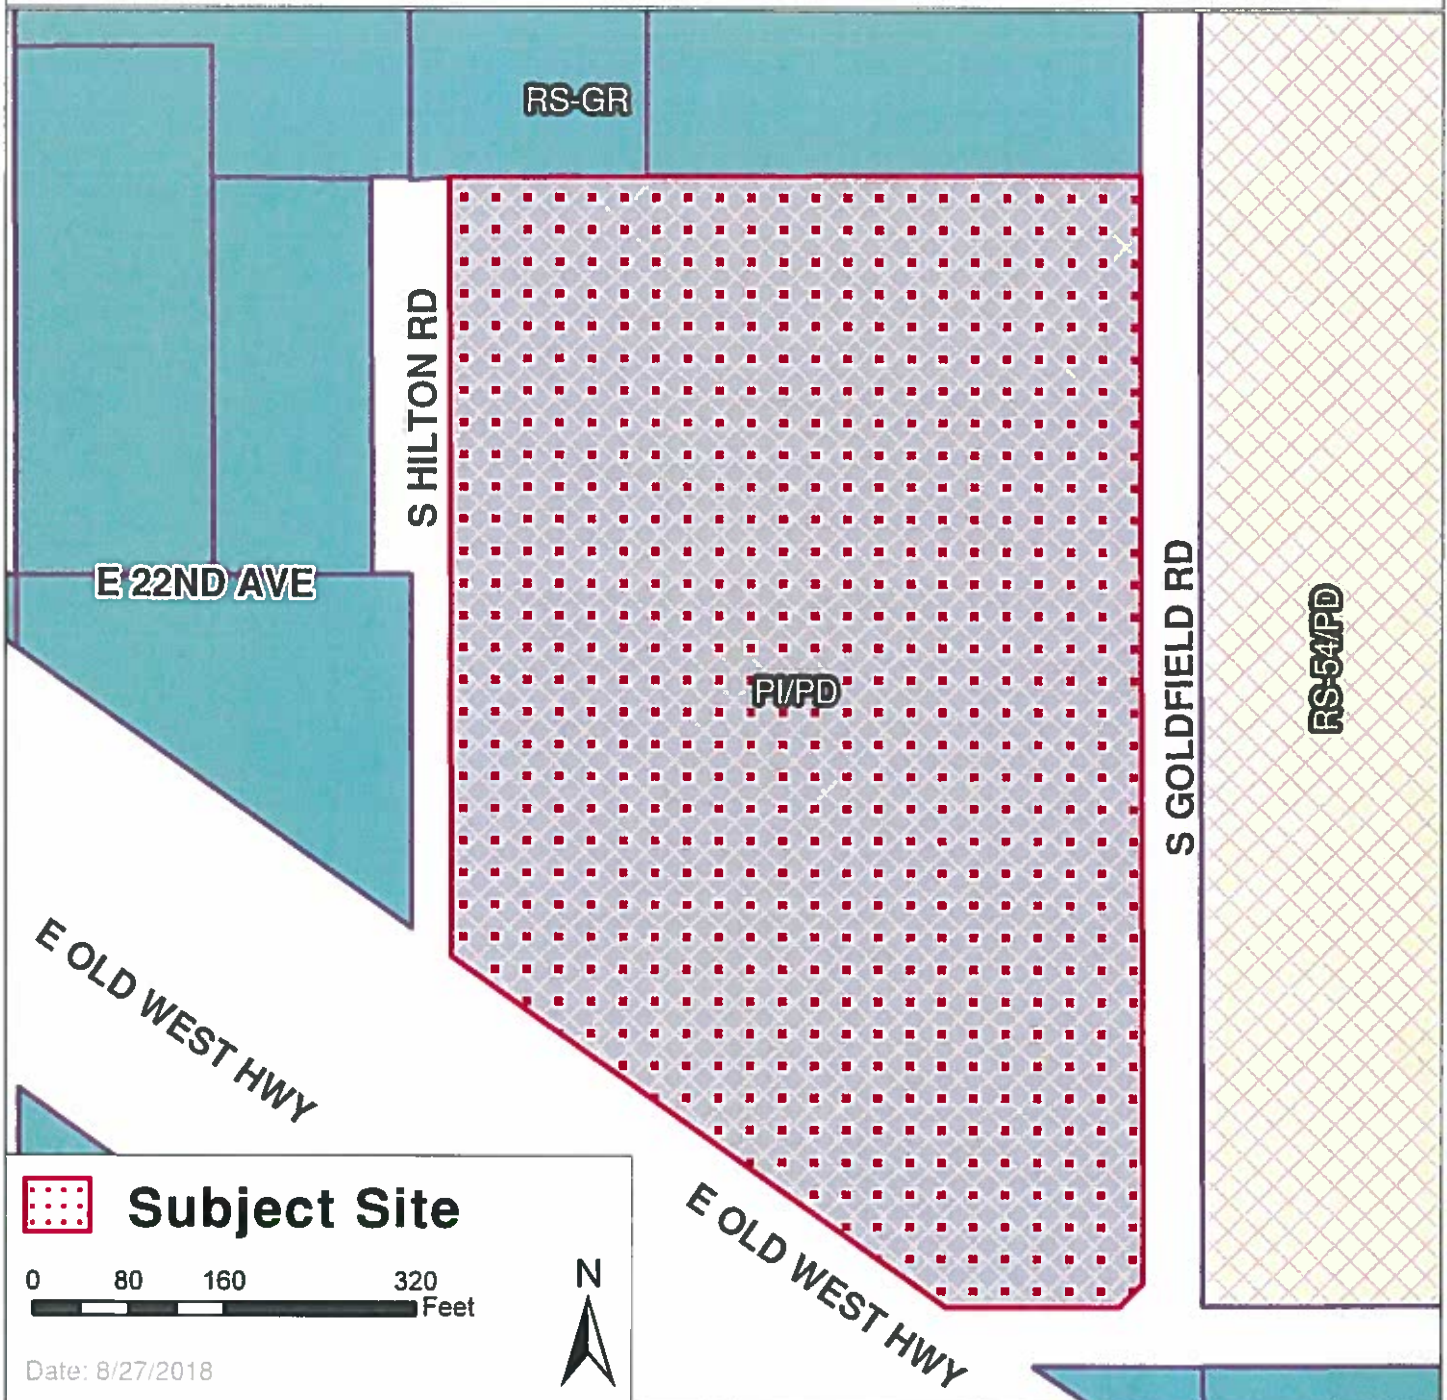 RS-GR
S HILTON RD
E 22ND AVE
PI/PD
S GOLDFIELD RD
RS-54/PD
E OLD WEST HWY
E OLD WEST HWY
Subject Site
0 80 160 320
Feet
N
Date: 8/27/2018